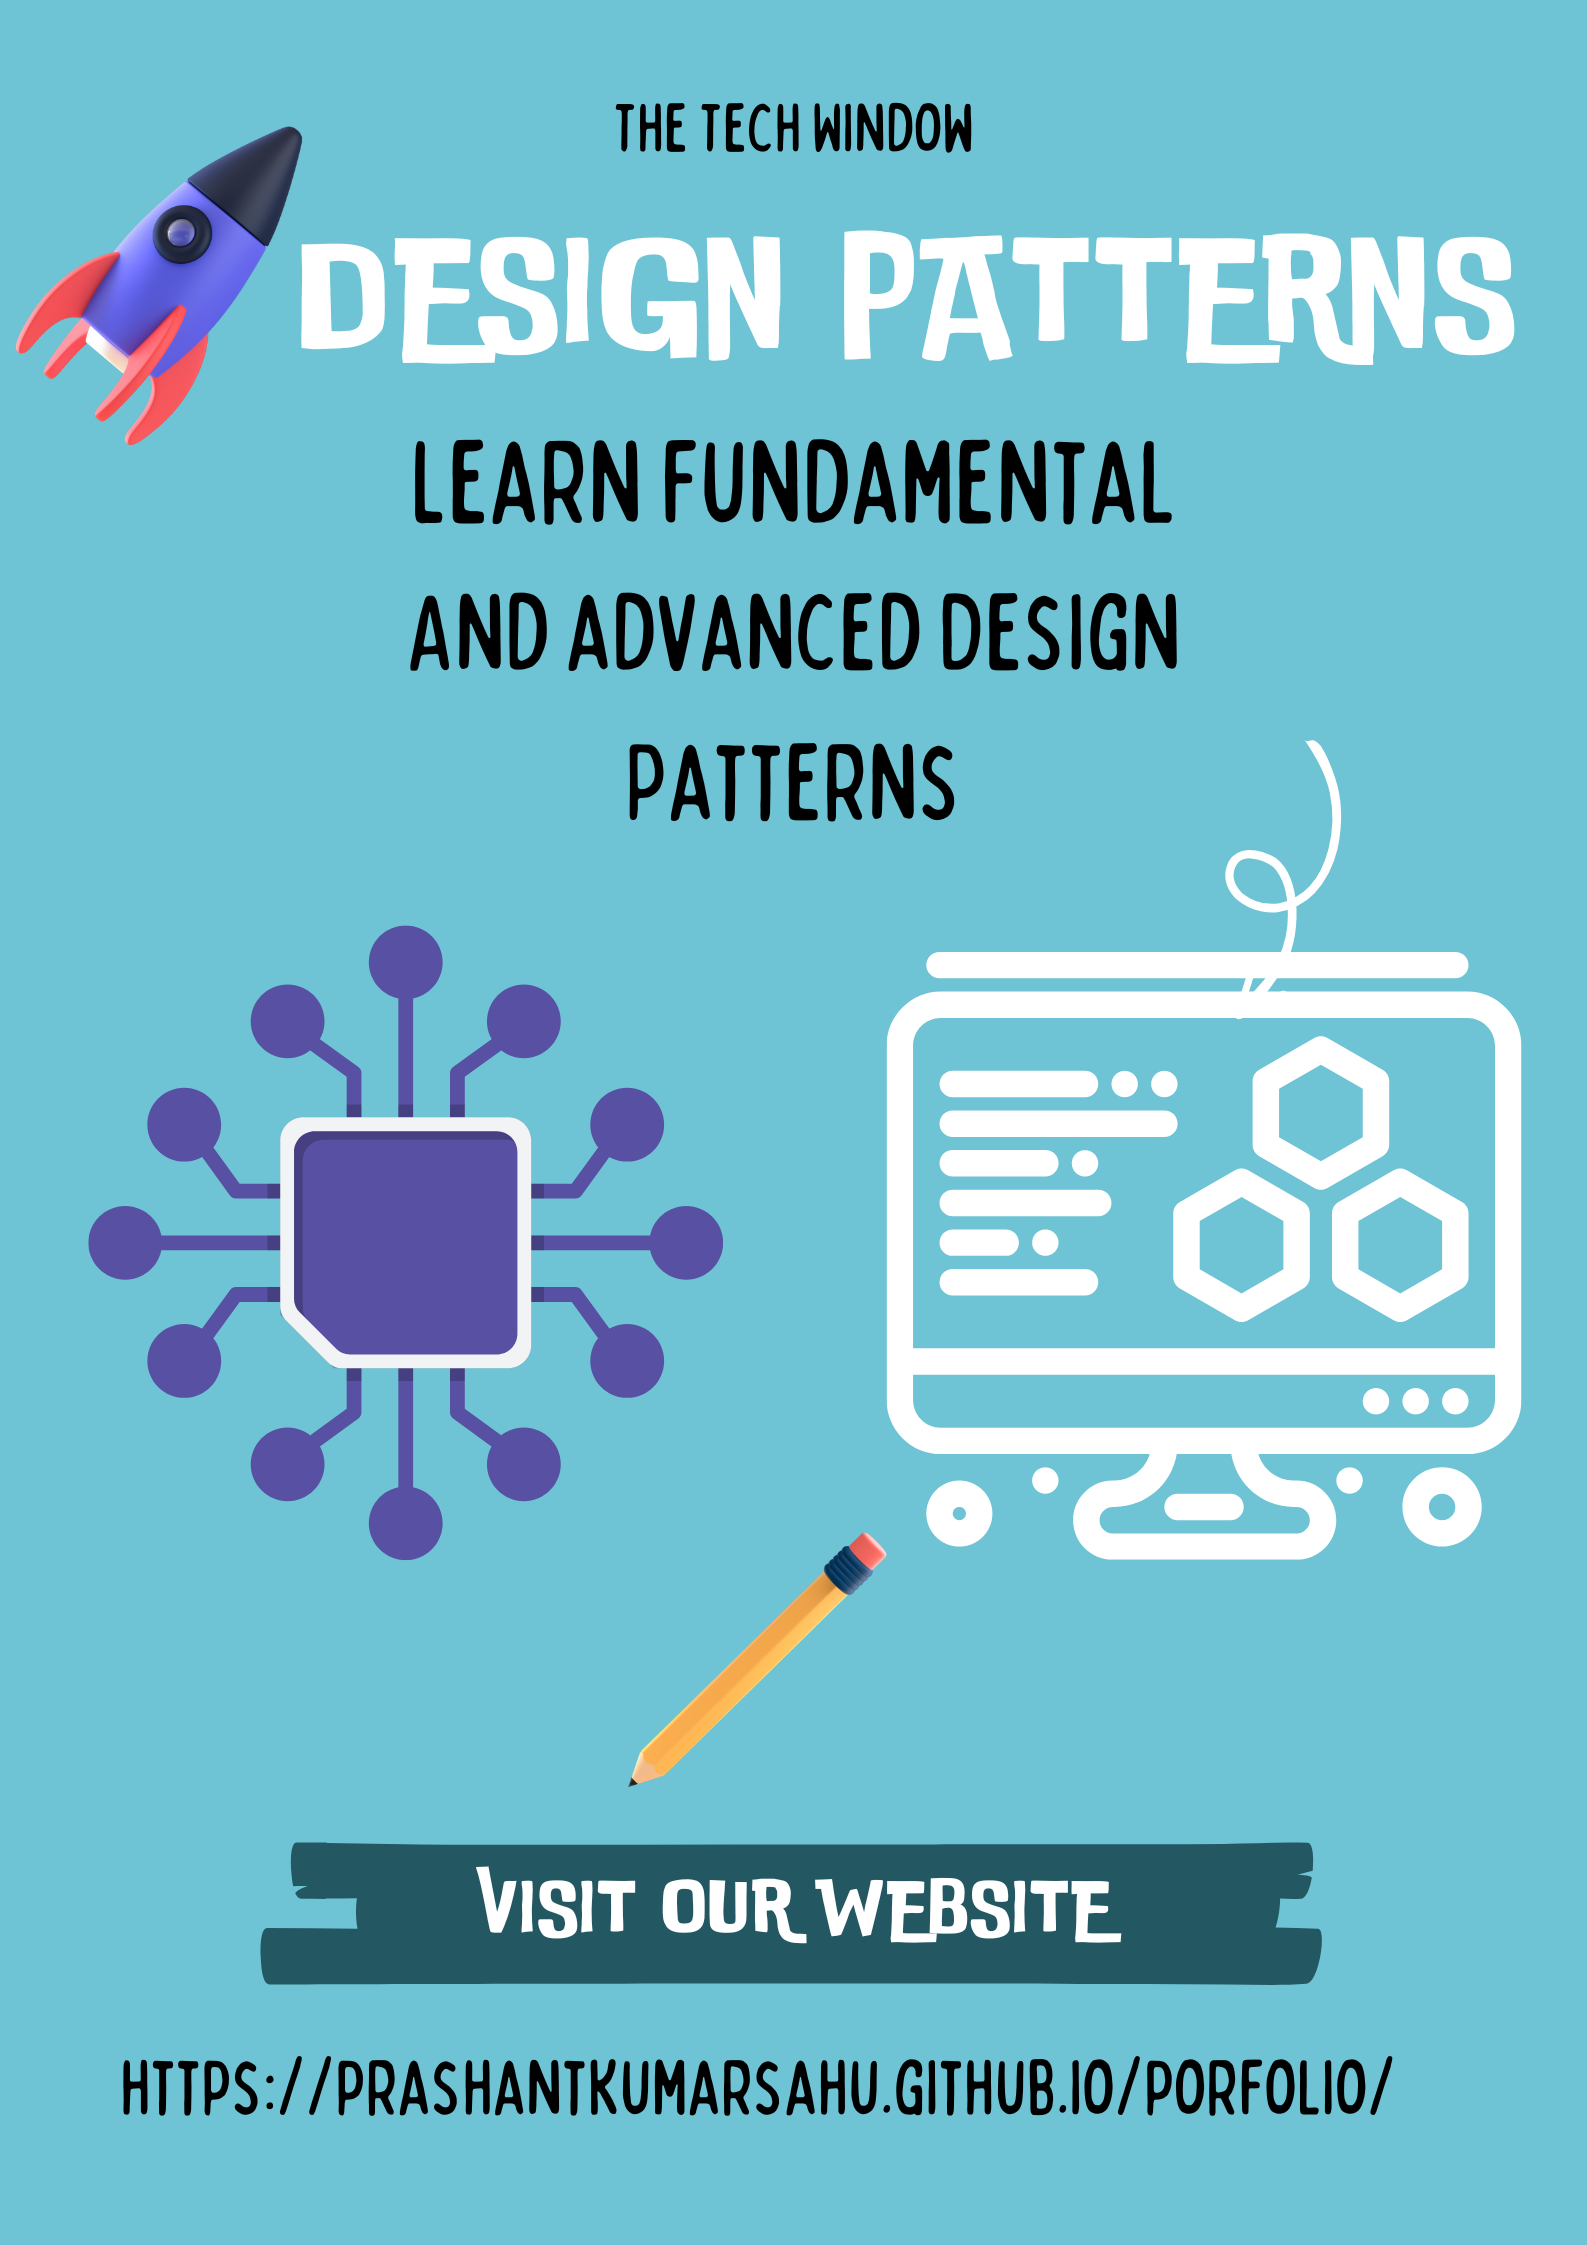 THE TECH WINDOW
DESIGN PATTERNS
LEARN FUNDAMENTAL
AND ADVANCED DESIGN
PATTERNS
VISIT OUR WEBSITE
HTTPS://PRASHANTKUMARSAHU.GITHUB.IO/PORFOLIO/